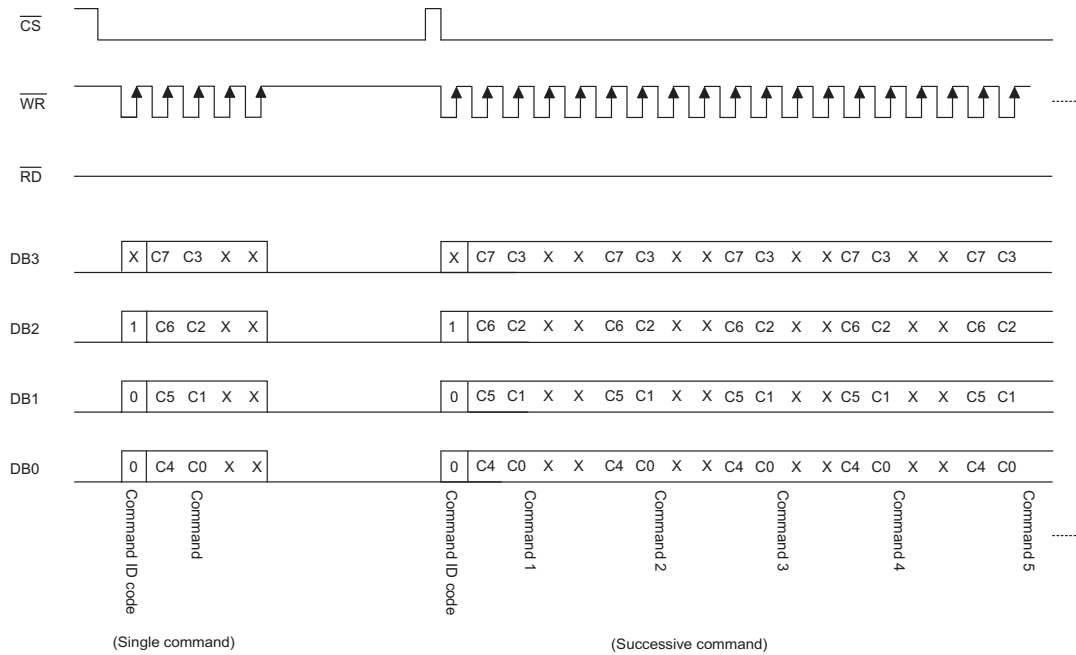 CS
WR
RD
DB3 X C7 C3 X X X C7 C3 X X C7 C3 X X C7 C3 X X C7 C3 X X C7 C3
DB2 1 C6 C2 X X 1 C6 C2 X X C6 C2 X X C6 C2 X X C6 C2 X X C6 C2
DB1 0 C5 C1 X X 0 C5 C1 X X C5 C1 X X C5 C1 X X C5 C1 X X C5 C1
DB0 0 C4 C0 X X 0 C4 C0 X X C4 C0 X X C4 C0 X X C4 C0 X X C4 C0
Command ID code
Command
Command ID code
Command 1
Command 2
Command 3
Command 4
Command 5
(Single command)
(Successive command)